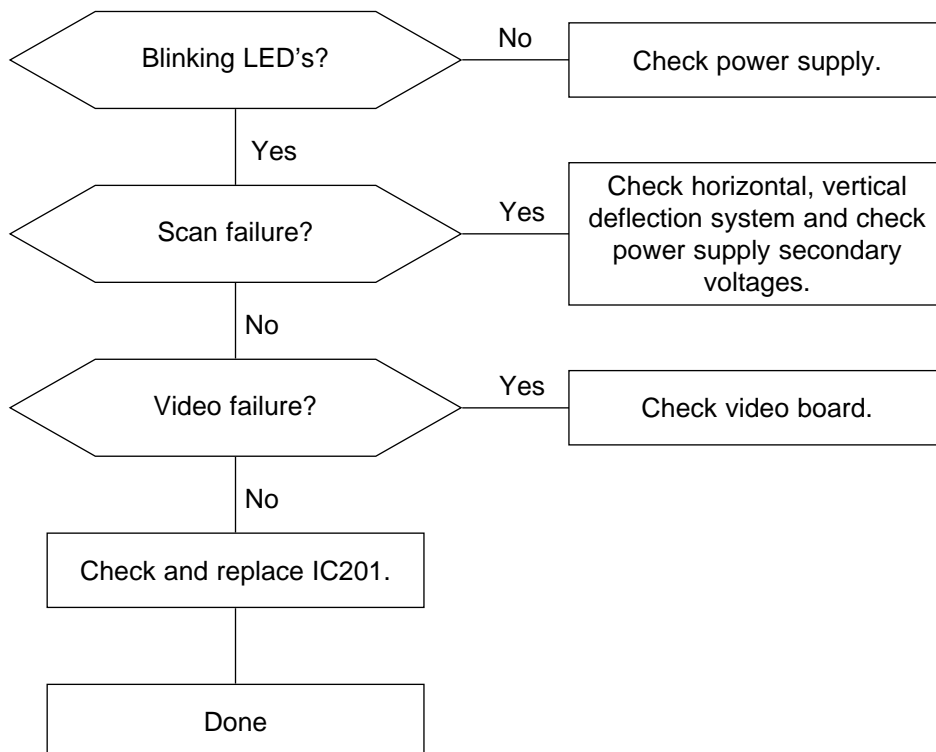 Blinking LED's?
No
Check power supply.
Yes
Scan failure?
Yes
Check horizontal, vertical
deflection system and check
power supply secondary
voltages.
No
Video failure?
Yes
Check video board.
No
Check and replace IC201.
Done